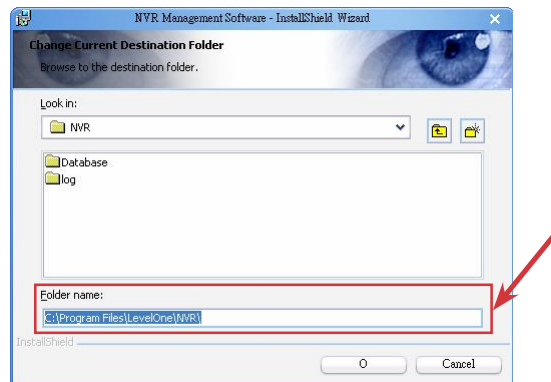 NVR Management Software - InstallShield Wizard
Change Current Destination Folder
Browse to the destination folder.
Look in:
NVR
Database
log
Folder name:
C:\Program Files\LevelOne\NVR\
InstallShield
O Cancel